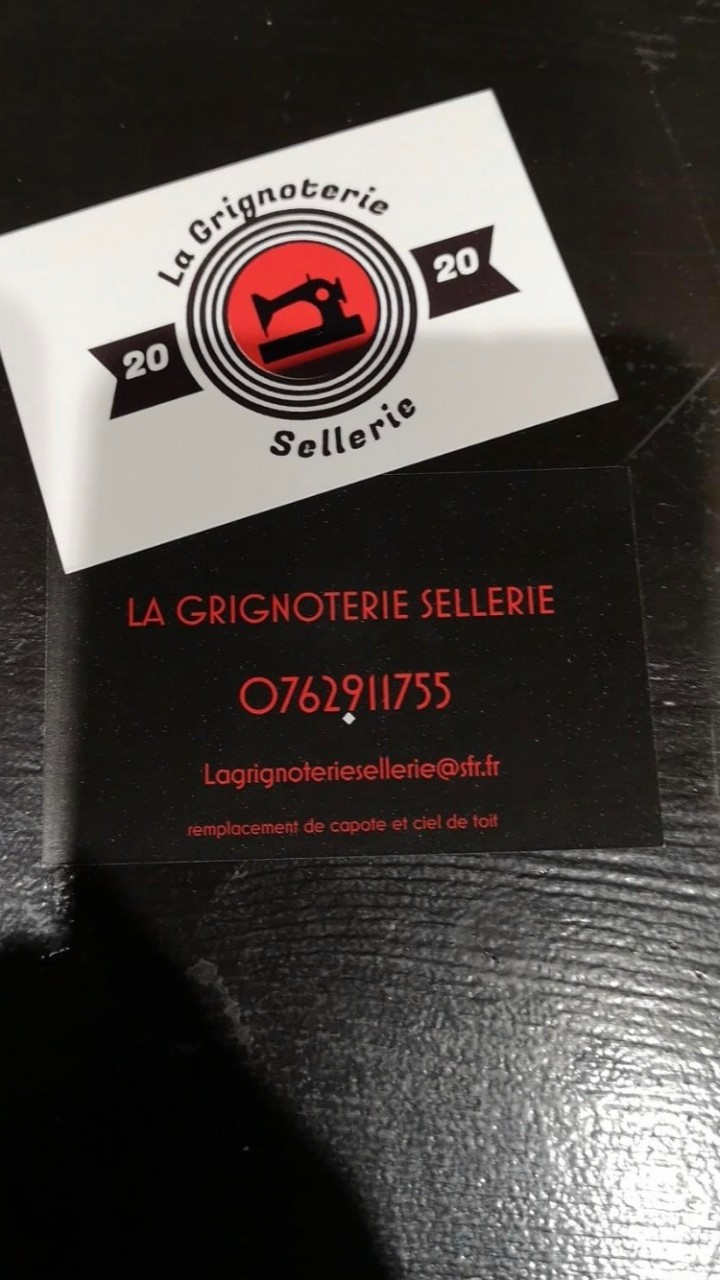 La Grignoterie
20 20
Sellerie
LA GRIGNOTERIE SELLERIE
0762911755
Lagrignoteriesellerie@sfr.fr
remplacement de capote et ciel de toit